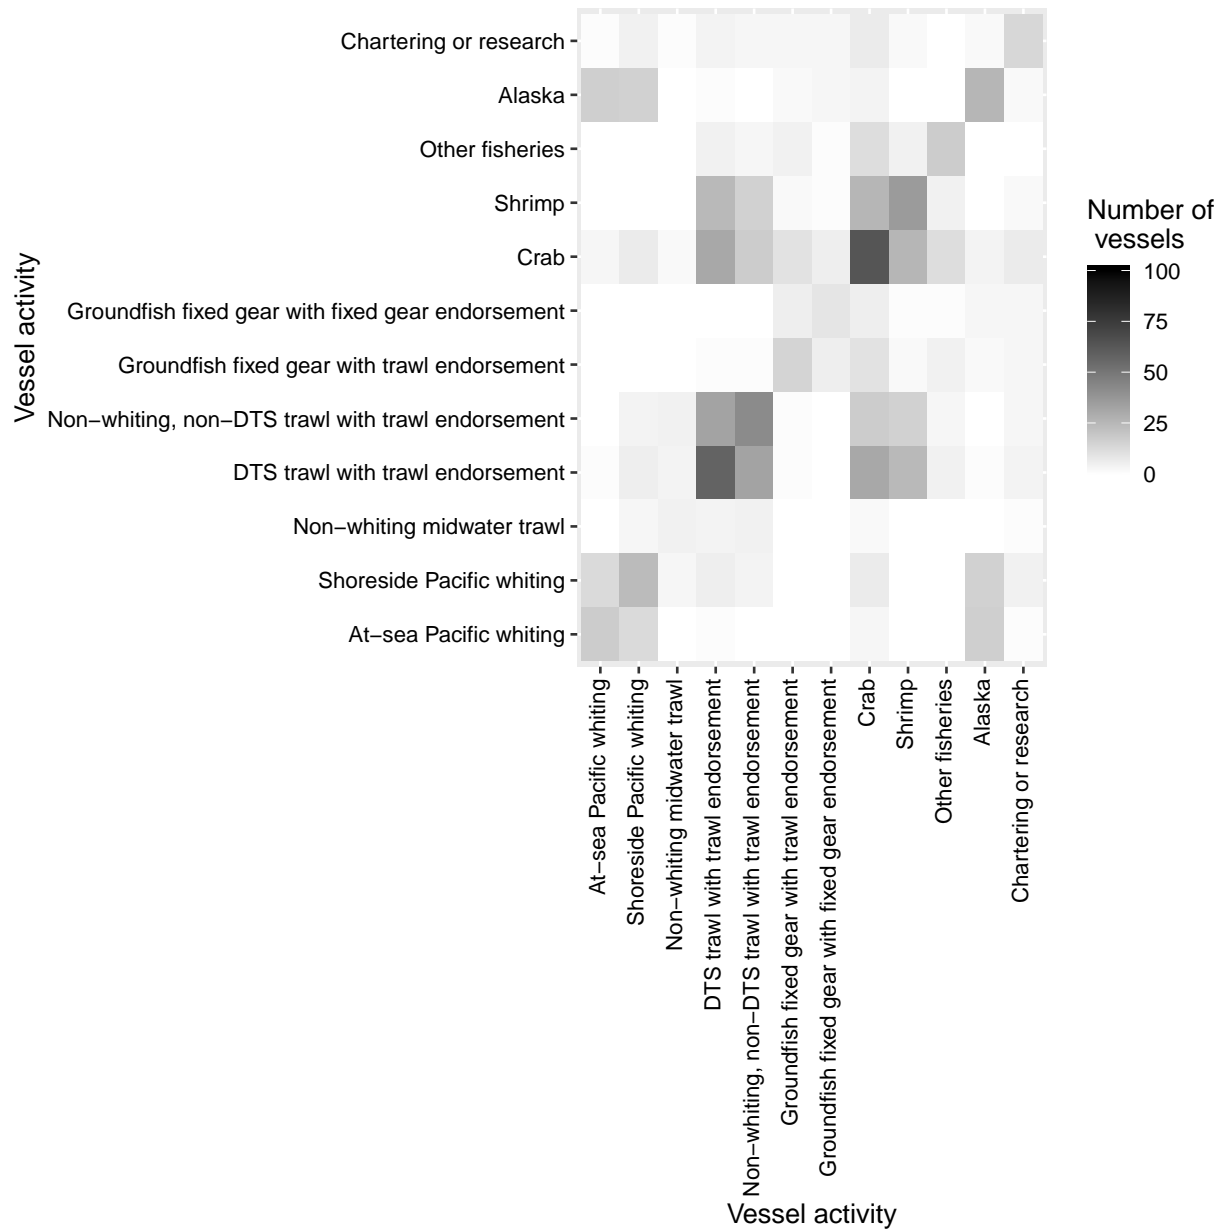 Chartering or research
Alaska
Other fisheries
Shrimp
Crab
Groundfish fixed gear with fixed gear endorsement
Groundfish fixed gear with trawl endorsement
Non−whiting, non−DTS trawl with trawl endorsement
DTS trawl with trawl endorsement
Non−whiting midwater trawl
Shoreside Pacific whiting
At−sea Pacific whiting
Vessel activity
At−sea Pacific whiting
Shoreside Pacific whiting
Non−whiting midwater trawl
DTS trawl with trawl endorsement
Non−whiting, non−DTS trawl with trawl endorsement
Groundfish fixed gear with trawl endorsement
Groundfish fixed gear with fixed gear endorsement
Crab
Shrimp
Other fisheries
Alaska
Chartering or research
Vessel activity
Number of
vessels
100
75
50
25
0